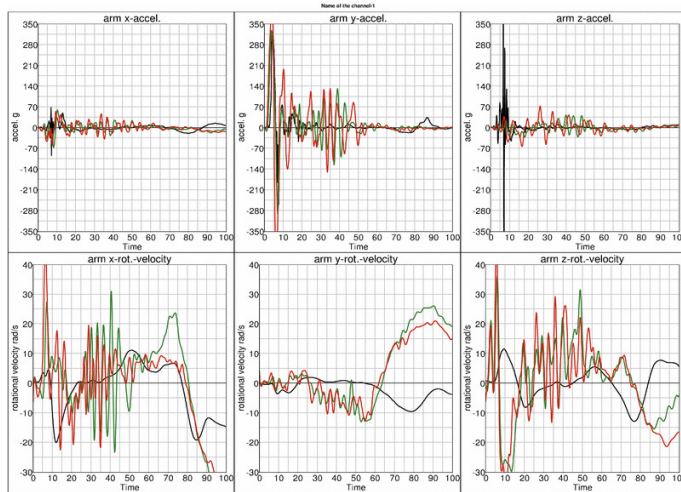 Name of the channel-1
arm x-accel.
arm y-accel.
arm z-accel.
accel. g
350
280
210
140
70
0
-70
-140
-210
-280
-350
0 10 20 30 40 50 60 70 80 90 100
Time
accel. g
350
280
210
140
70
0
-70
-140
-210
-280
-350
0 10 20 30 40 50 60 70 80 90 100
Time
accel. g
350
280
210
140
70
0
-70
-140
-210
-280
-350
0 10 20 30 40 50 60 70 80 90 100
Time
arm x-rot.-velocity
arm y-rot.-velocity
arm z-rot.-velocity
rotational velocity rad/s
40
30
20
10
0
-10
-20
-30
0 10 20 30 40 50 60 70 80 90 100
Time
rotational velocity rad/s
40
30
20
10
0
-10
-20
-30
0 10 20 30 40 50 60 70 80 90 100
Time
rotational velocity rad/s
40
30
20
10
0
-10
-20
-30
0 10 20 30 40 50 60 70 80 90 100
Time